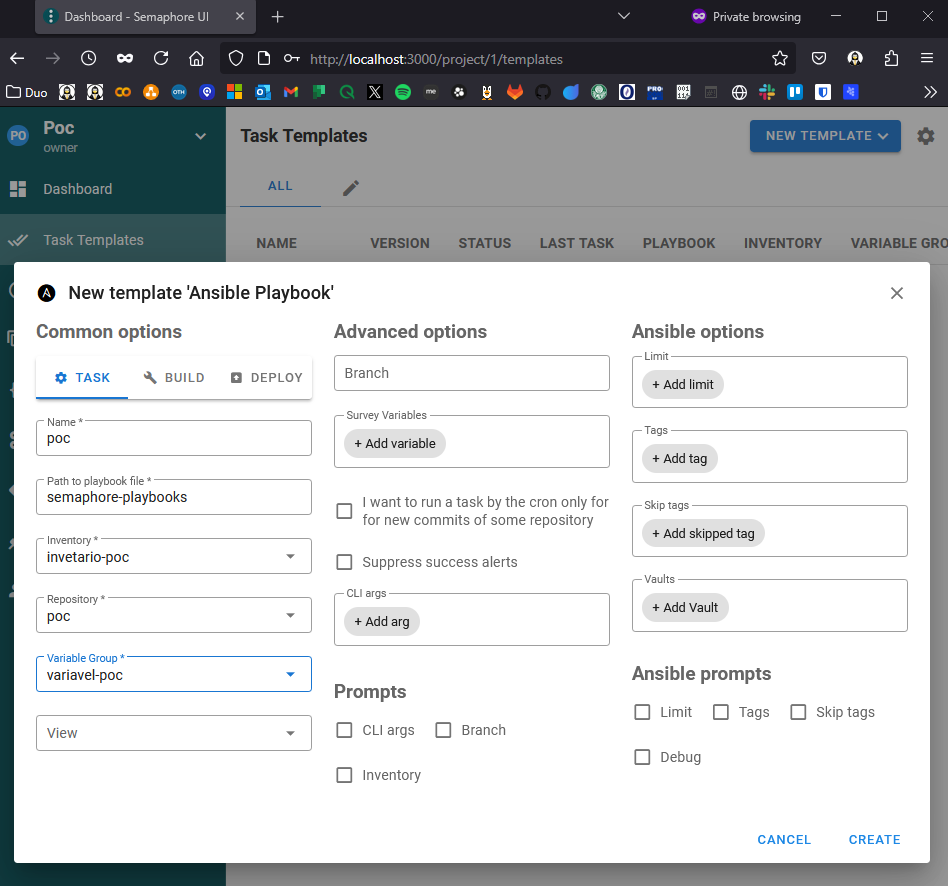 Dashboard - Semaphore UI
Private browsing
http://localhost:3000/project/1/templates
Duo
PO
Poc
owner
Dashboard
Task Templates
Task Templates
NEW TEMPLATE
ALL
NAME
VERSION
STATUS
LAST TASK
PLAYBOOK
INVENTORY
VARIABLE GRO
New template 'Ansible Playbook'
Common options
TASK
BUILD
DEPLOY
Name *
poc
Path to playbook file *
semaphore-playbooks
Inventory *
invetario-poc
Repository *
poc
Variable Group *
variavel-poc
View
Advanced options
Branch
Survey Variables
+ Add variable
I want to run a task by the cron only for
for new commits of some repository
Suppress success alerts
CLI args
+ Add arg
Prompts
CLI args
Branch
Inventory
Ansible options
Limit
+ Add limit
Tags
+ Add tag
Skip tags
+ Add skipped tag
Vaults
+ Add Vault
Ansible prompts
Limit
Tags
Skip tags
Debug
CANCEL
CREATE